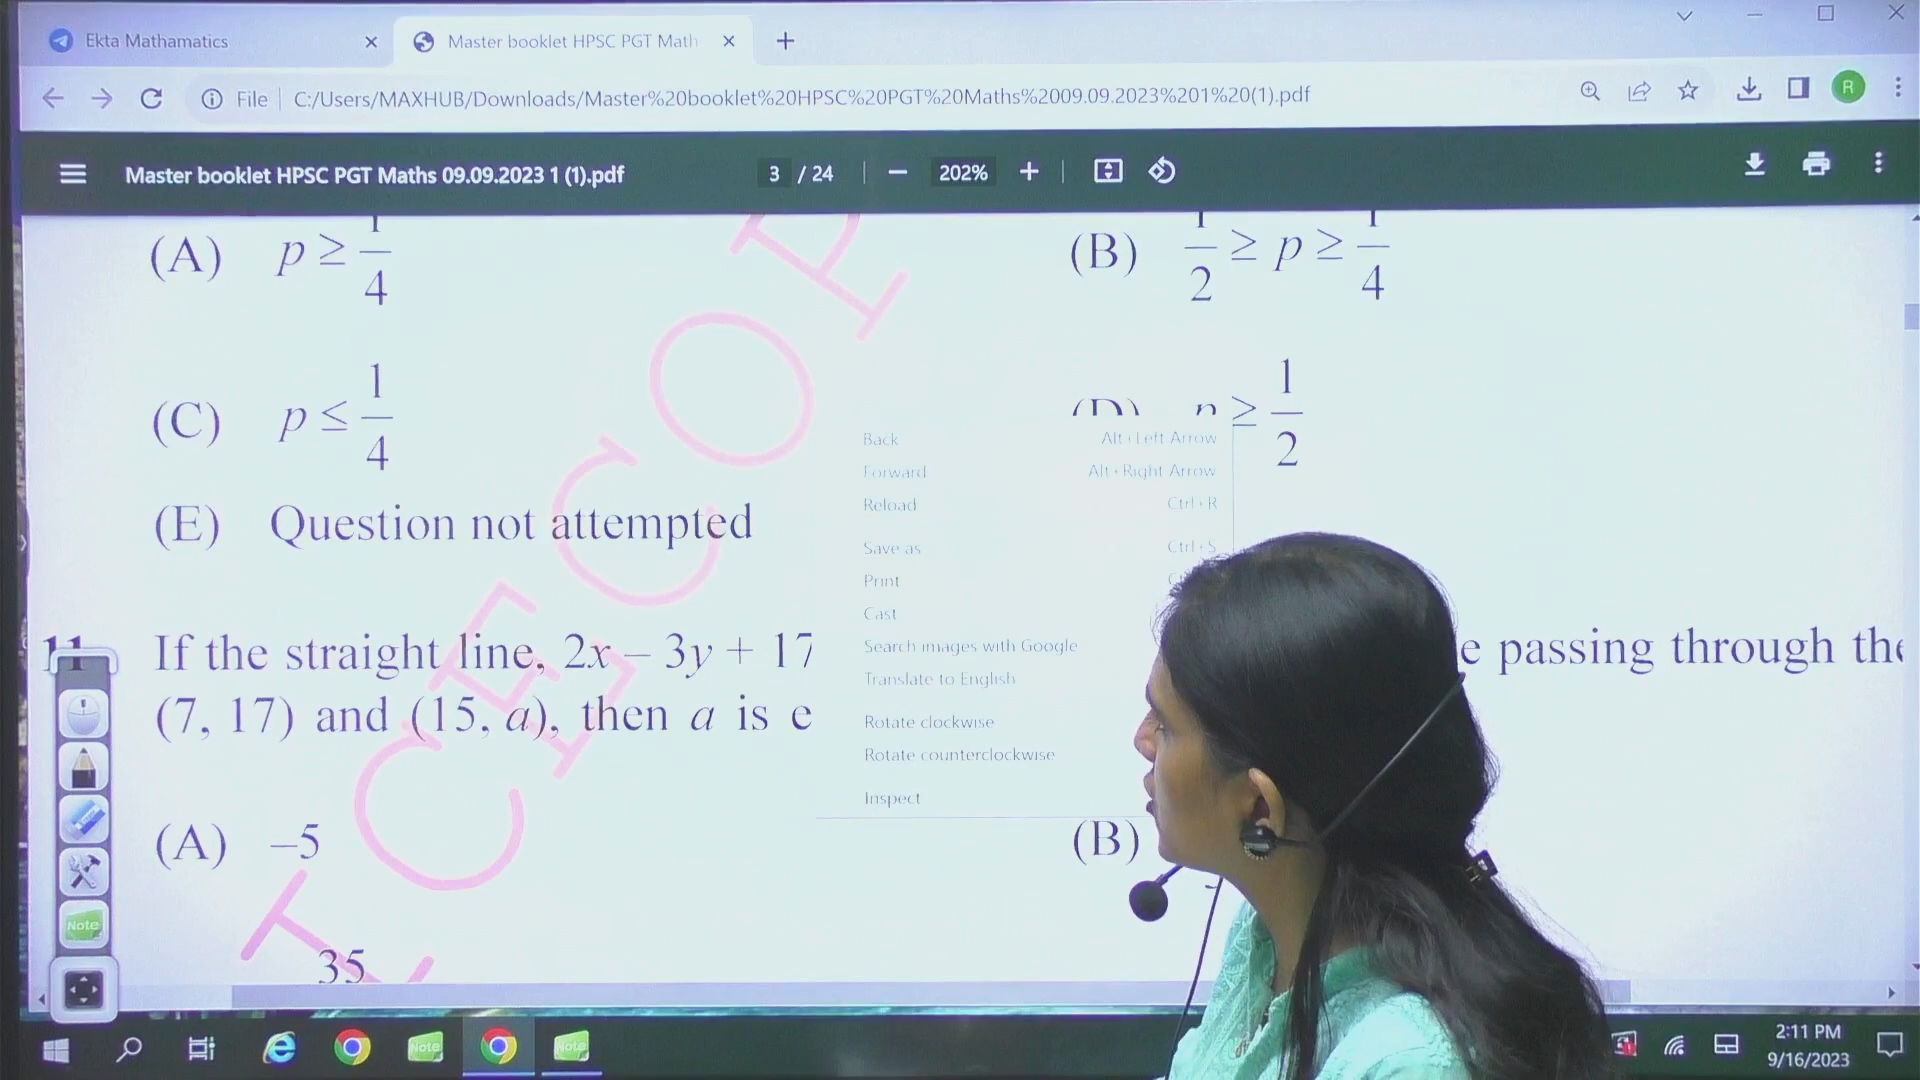 Ekta Mathamatics
Master booklet HPSC PGT Math
File C:/Users/MAXHUB/Downloads/Master%20booklet%20HPSC%20PGT%20Maths%2009.09.2023%201%20(1).pdf
R
Master booklet HPSC PGT Maths 09.09.2023 1 (1).pdf 3 / 24 − 202% +
(A) p ≥ 1/4 (B) 1/2 ≥ p ≥ 1/4
(C) p ≤ 1/4 (D) p ≥ 1/2
(E) Question not attempted
Back Alt+Left Arrow
Forward Alt+Right Arrow
Reload Ctrl+R
Save as Ctrl+S
Print
Cast
Search images with Google
Translate to English
Rotate clockwise
Rotate counterclockwise
Inspect
11. If the straight line, 2x – 3y + 17 passing through the
(7, 17) and (15, a), then a is e
(A) –5 (B)
35
Note
Note
Note
2:11 PM
9/16/2023